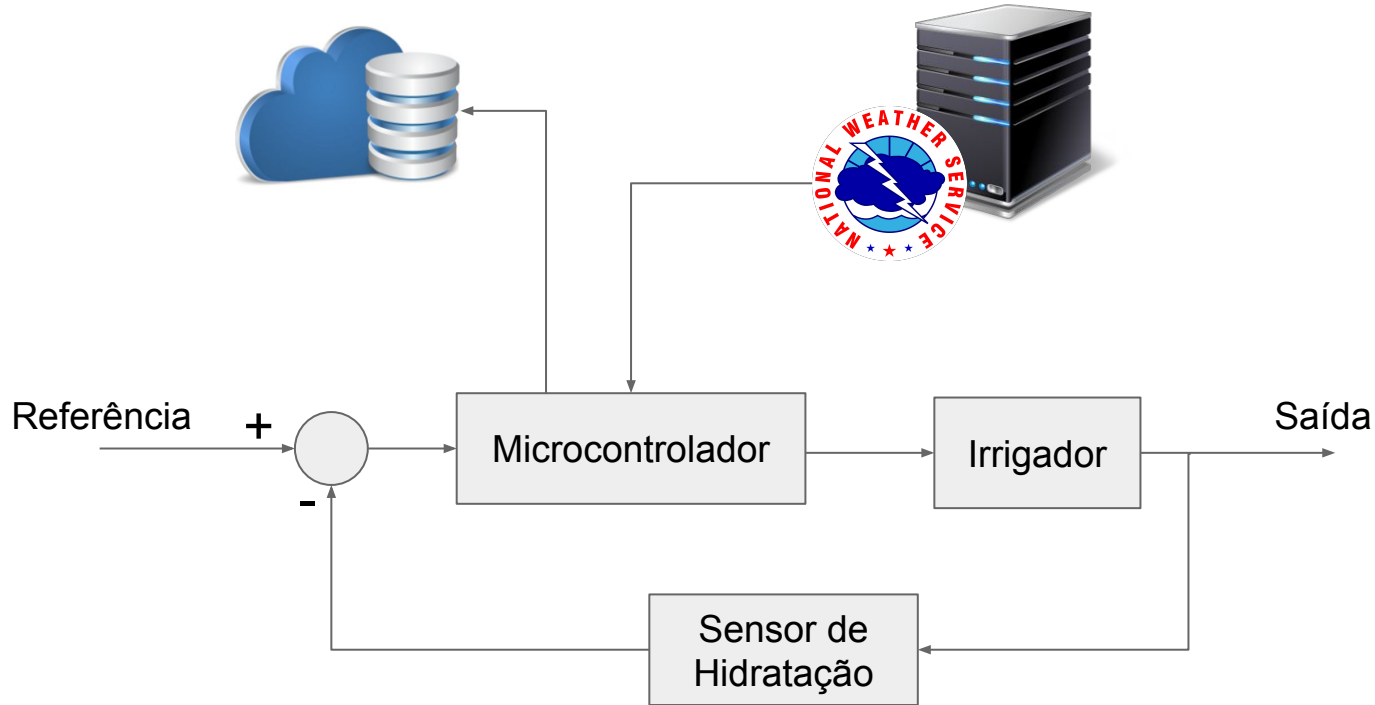 NATIONAL WEATHER SERVICE
Referência
+
-
Microcontrolador
Irrigador
Saída
Sensor de
Hidratação